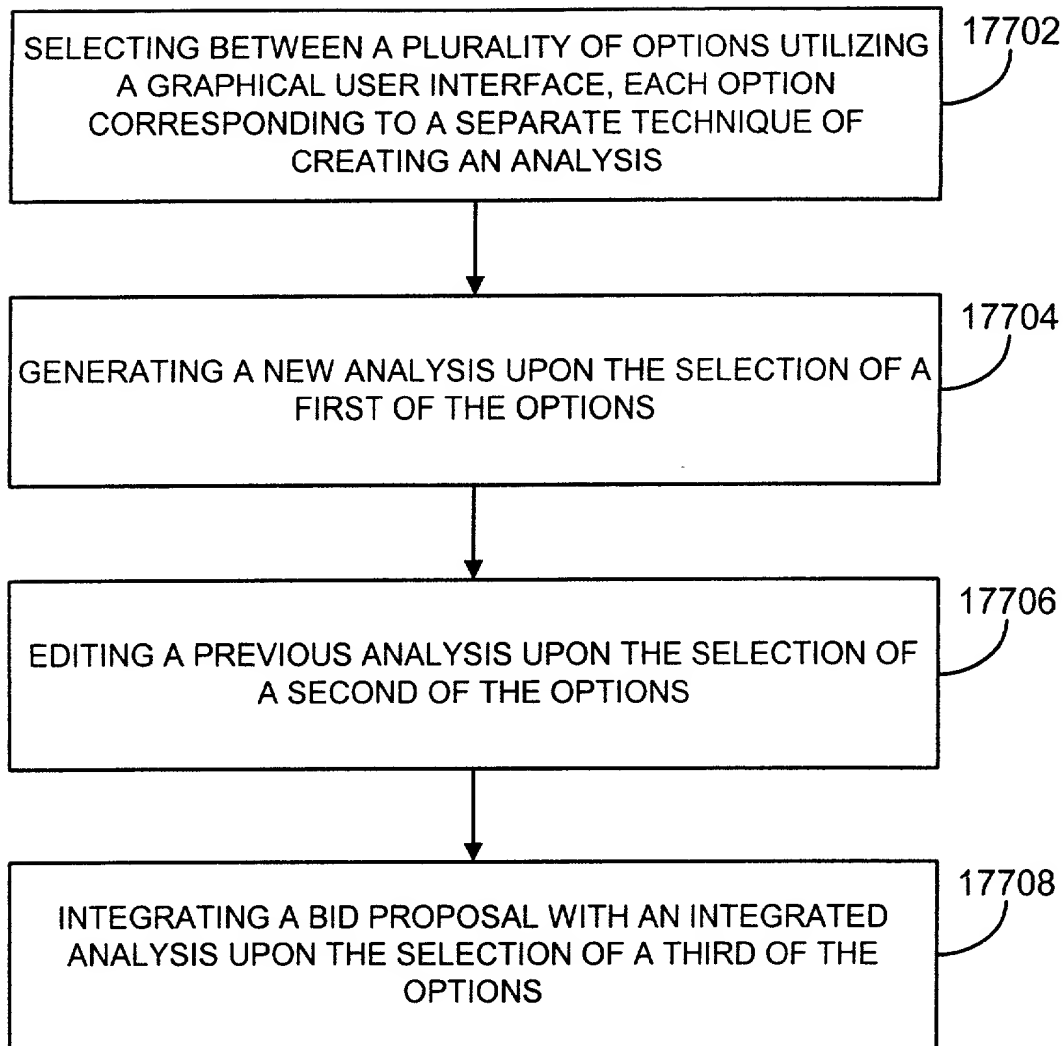 SELECTING BETWEEN A PLURALITY OF OPTIONS UTILIZING
A GRAPHICAL USER INTERFACE, EACH OPTION
CORRESPONDING TO A SEPARATE TECHNIQUE OF
CREATING AN ANALYSIS
17702
GENERATING A NEW ANALYSIS UPON THE SELECTION OF A
FIRST OF THE OPTIONS
17704
EDITING A PREVIOUS ANALYSIS UPON THE SELECTION OF
A SECOND OF THE OPTIONS
17706
INTEGRATING A BID PROPOSAL WITH AN INTEGRATED
ANALYSIS UPON THE SELECTION OF A THIRD OF THE
OPTIONS
17708